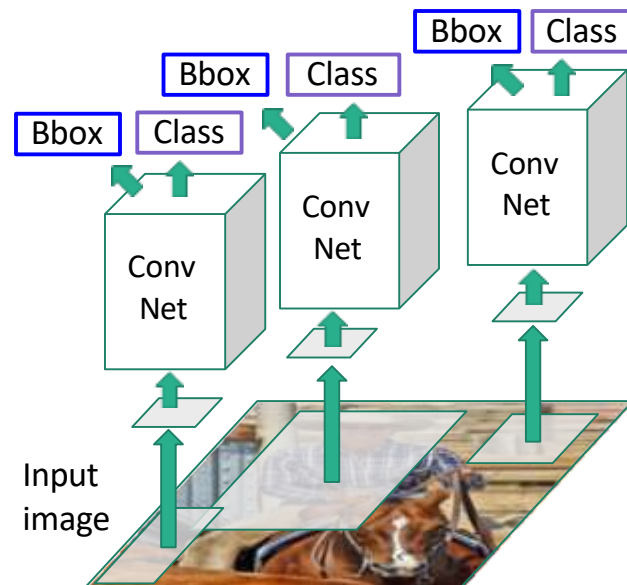 Bbox Class
Bbox Class
Bbox Class
Conv
Net
Conv
Net
Conv
Net
Input
image